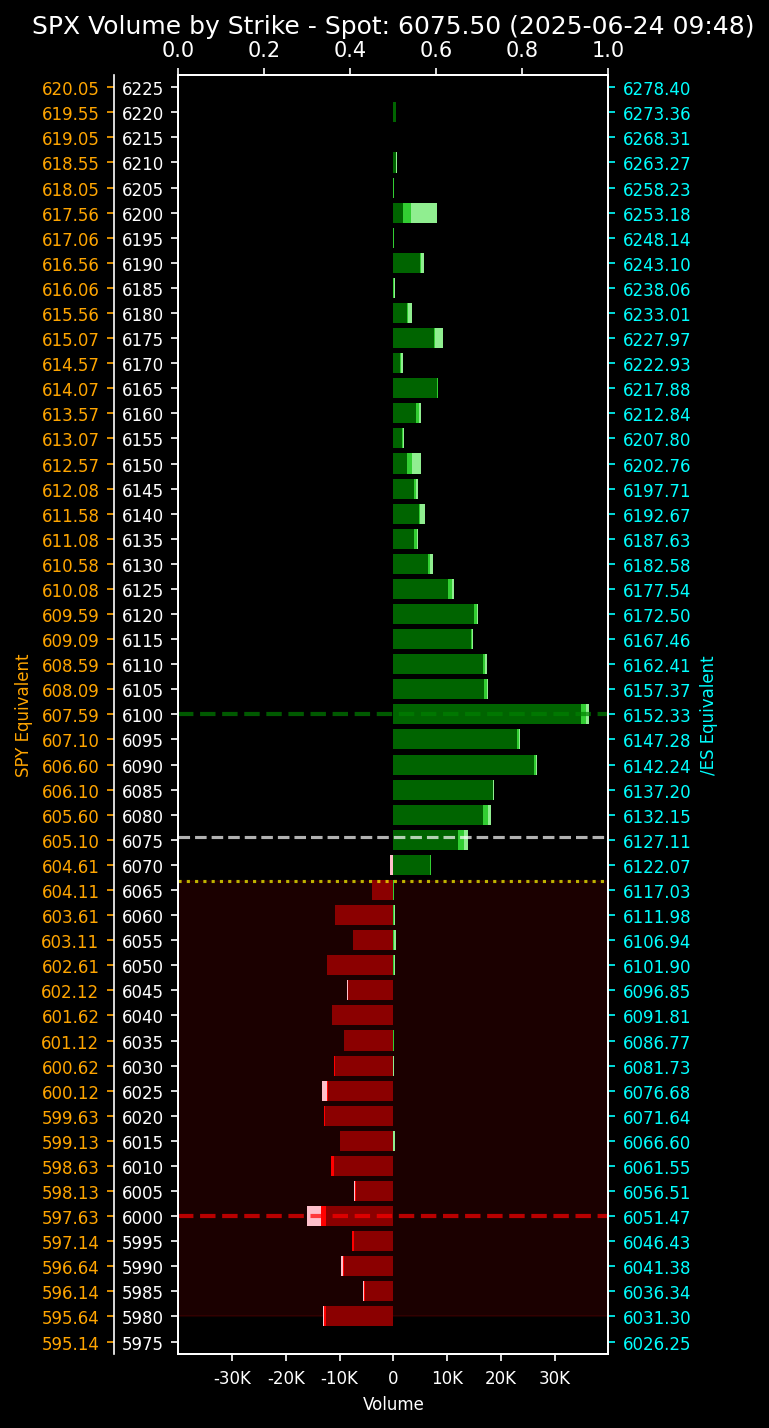 SPX Volume by Strike - Spot: 6075.50 (2025-06-24 09:48)
0.0 0.2 0.4 0.6 0.8 1.0
620.05 6225 6278.40
619.55 6220 6273.36
619.05 6215 6268.31
618.55 6210 6263.27
618.05 6205 6258.23
617.56 6200 6253.18
617.06 6195 6248.14
616.56 6190 6243.10
616.06 6185 6238.06
615.56 6180 6233.01
615.07 6175 6227.97
614.57 6170 6222.93
614.07 6165 6217.88
613.57 6160 6212.84
613.07 6155 6207.80
612.57 6150 6202.76
612.08 6145 6197.71
611.58 6140 6192.67
611.08 6135 6187.63
610.58 6130 6182.58
610.08 6125 6177.54
609.59 6120 6172.50
609.09 6115 6167.46
608.59 6110 6162.41
608.09 6105 6157.37
607.59 6100 6152.33
607.10 6095 6147.28
606.60 6090 6142.24
606.10 6085 6137.20
605.60 6080 6132.15
605.10 6075 6127.11
604.61 6070 6122.07
604.11 6065 6117.03
603.61 6060 6111.98
603.11 6055 6106.94
602.61 6050 6101.90
602.12 6045 6096.85
601.62 6040 6091.81
601.12 6035 6086.77
600.62 6030 6081.73
600.12 6025 6076.68
599.63 6020 6071.64
599.13 6015 6066.60
598.63 6010 6061.55
598.13 6005 6056.51
597.63 6000 6051.47
597.14 5995 6046.43
596.64 5990 6041.38
596.14 5985 6036.34
595.64 5980 6031.30
595.14 5975 6026.25
SPY Equivalent
/ES Equivalent
-30K -20K -10K 0 10K 20K 30K
Volume